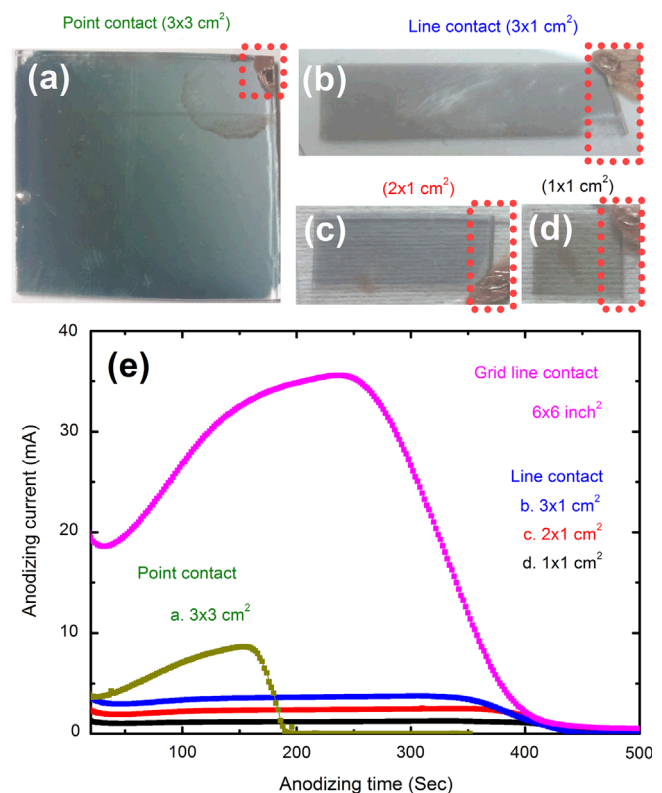 Point contact (3x3 cm²)
Line contact (3x1 cm²)
(a)
(b)
(2x1 cm²)
(1x1 cm²)
(c)
(d)
(e)
40
30
20
10
0
Anodizing current (mA)
Grid line contact
6x6 inch²
Line contact
b. 3x1 cm²
c. 2x1 cm²
d. 1x1 cm²
Point contact
a. 3x3 cm²
100
200
300
400
500
Anodizing time (Sec)